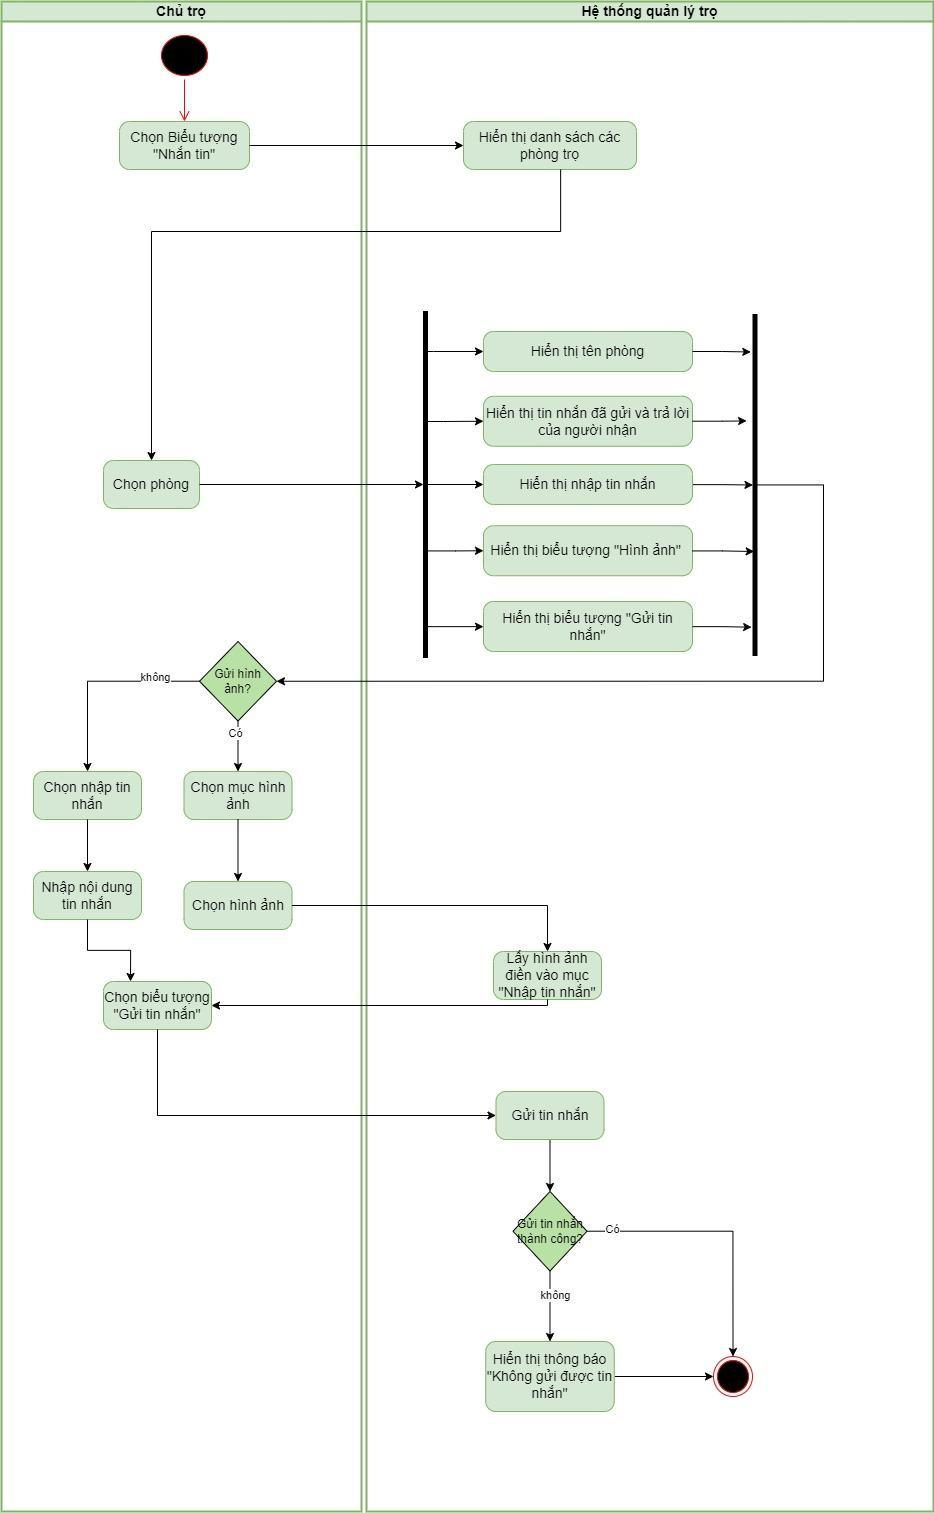 Chủ trọ
Hệ thống quản lý trọ
Chọn Biểu tượng
"Nhắn tin"
Hiển thị danh sách các
phòng trọ
Hiển thị tên phòng
Hiển thị tin nhắn đã gửi và trả lời
của người nhận
Chọn phòng
Hiển thị nhập tin nhắn
Hiển thị biểu tượng "Hình ảnh"
Hiển thị biểu tượng "Gửi tin
nhắn"
Gửi hình
ảnh?
không
Có
Chọn nhập tin
nhắn
Chọn mục hình
ảnh
Nhập nội dung
tin nhắn
Chọn hình ảnh
Lấy hình ảnh
điền vào mục
"Nhập tin nhắn"
Chọn biểu tượng
"Gửi tin nhắn"
Gửi tin nhắn
Gửi tin nhắn
thành công?
Có
không
Hiển thị thông báo
"Không gửi được tin
nhắn"